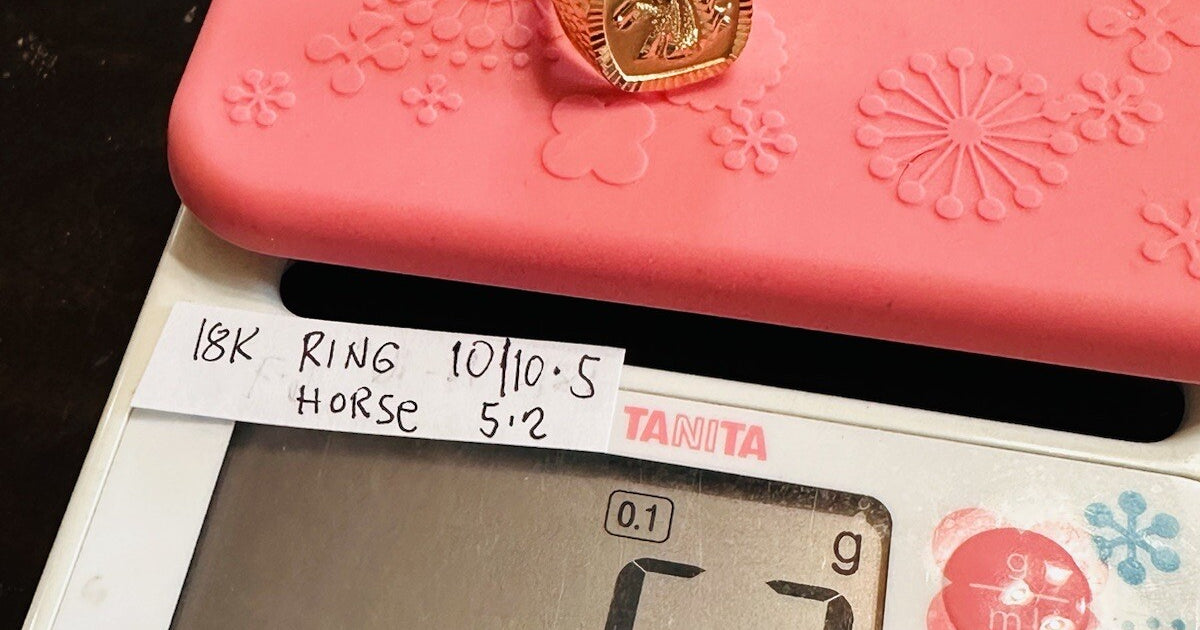 18K RING 10/10.5
HORSE 5.2
TANITA
0.1
g
g